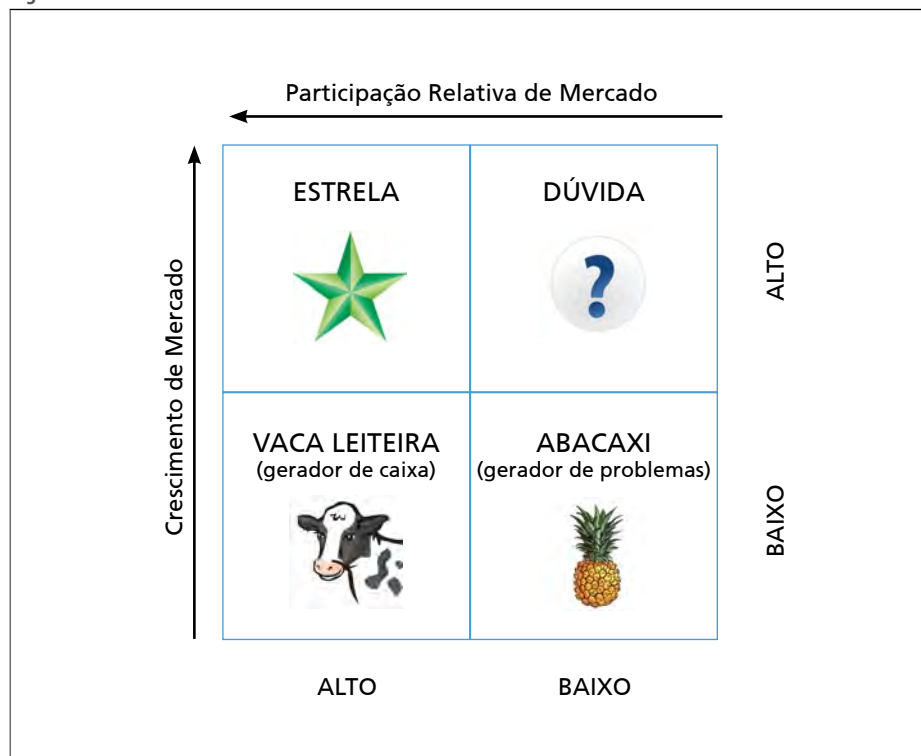 Participação Relativa de Mercado
Crescimento de Mercado
ESTRELA
DÚVIDA
?
ALTO
VACA LEITEIRA
(gerador de caixa)
ABACAXI
(gerador de problemas)
BAIXO
ALTO
BAIXO